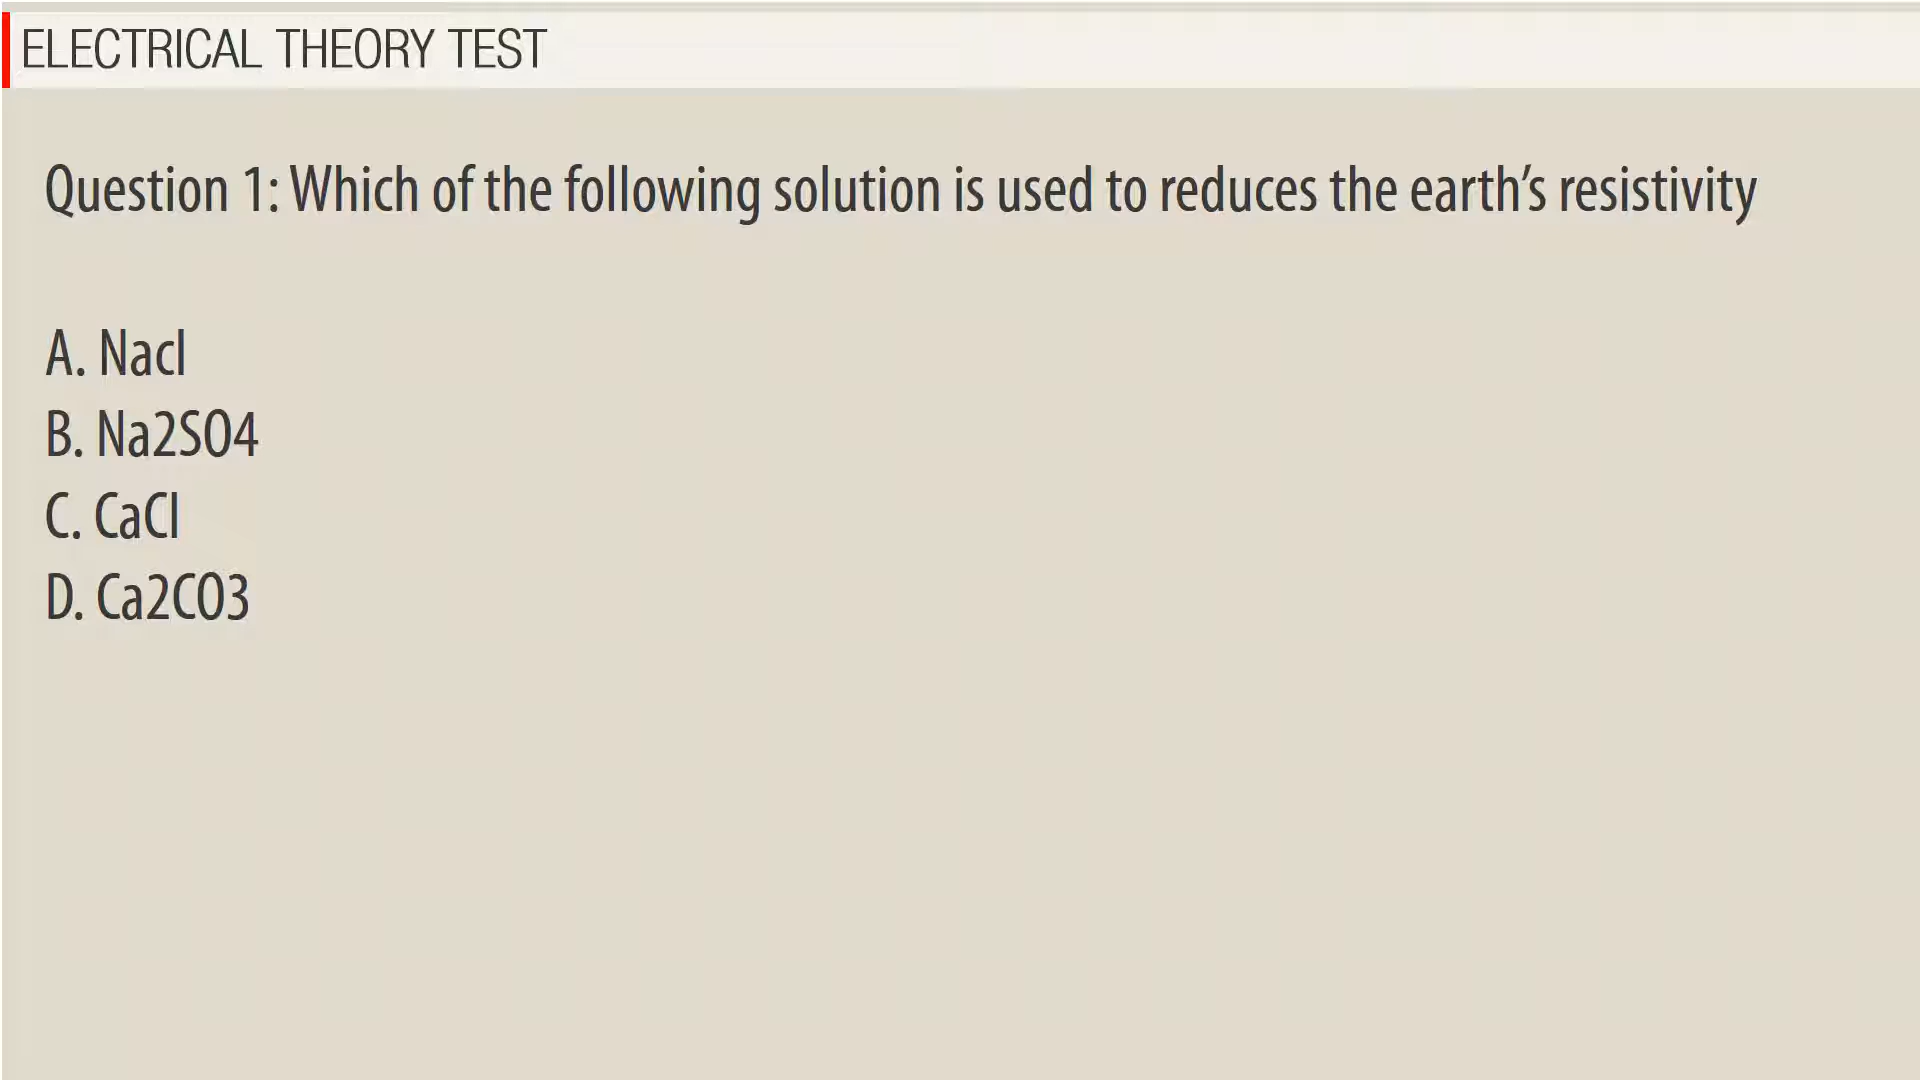 ELECTRICAL THEORY TEST
Question 1: Which of the following solution is used to reduces the earth’s resistivity
A. Nacl
B. Na2SO4
C. CaCl
D. Ca2CO3